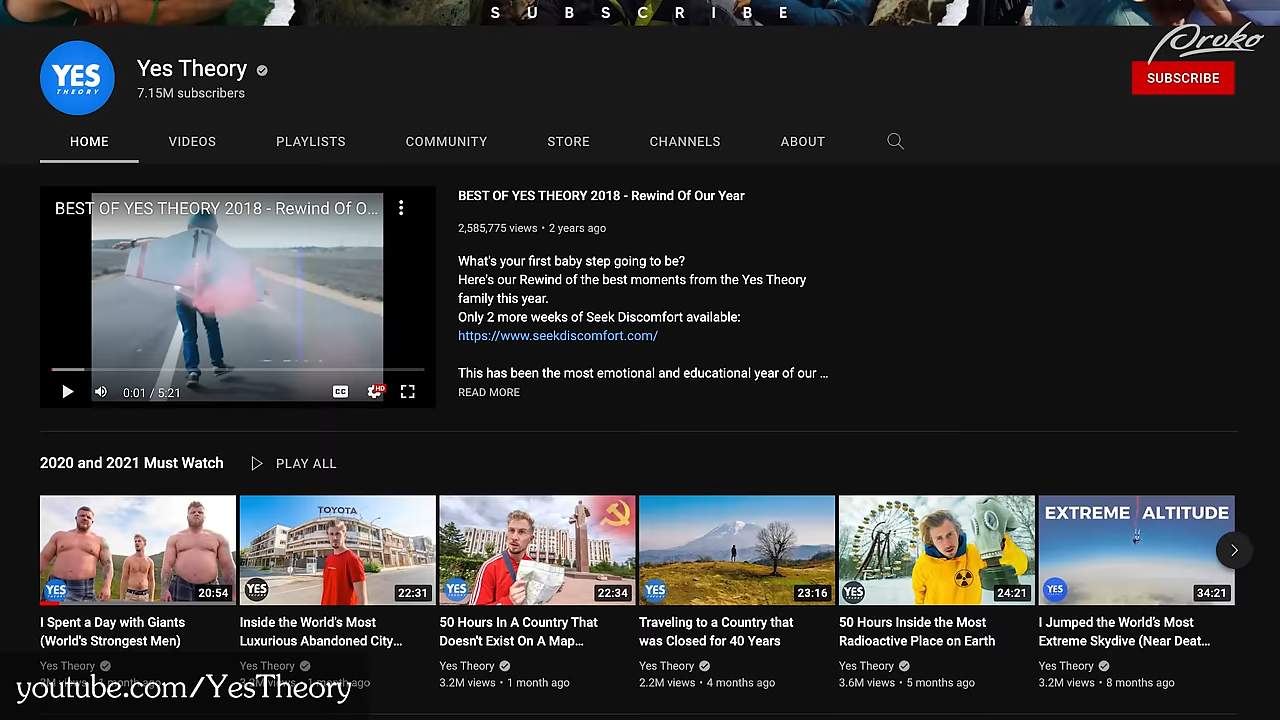 SUBSCRIBE
Proko
YES
THEORY
Yes Theory
7.15M subscribers
SUBSCRIBE
HOME
VIDEOS
PLAYLISTS
COMMUNITY
STORE
CHANNELS
ABOUT
BEST OF YES THEORY 2018 - Rewind Of O...
0:01 / 5:21
CC
HD
BEST OF YES THEORY 2018 - Rewind Of Our Year
2,585,775 views • 2 years ago
What's your first baby step going to be?
Here's our Rewind of the best moments from the Yes Theory
family this year.
Only 2 more weeks of Seek Discomfort available:
https://www.seekdiscomfort.com/
This has been the most emotional and educational year of our ...
READ MORE
2020 and 2021 Must Watch
PLAY ALL
YES
20:54
I Spent a Day with Giants
(World's Strongest Men)
Yes Theory
TOYOTA
YES
22:31
Inside the World's Most
Luxurious Abandoned City...
Yes Theory
YES
22:34
50 Hours In A Country That
Doesn't Exist On A Map...
Yes Theory
3.2M views • 1 month ago
YES
23:16
Traveling to a Country that
was Closed for 40 Years
Yes Theory
2.2M views • 4 months ago
YES
24:21
50 Hours Inside the Most
Radioactive Place on Earth
Yes Theory
3.6M views • 5 months ago
EXTREME ALTITUDE
YES
34:21
I Jumped the World's Most
Extreme Skydive (Near Deat...
Yes Theory
3.2M views • 8 months ago
youtube.com/YesTheory